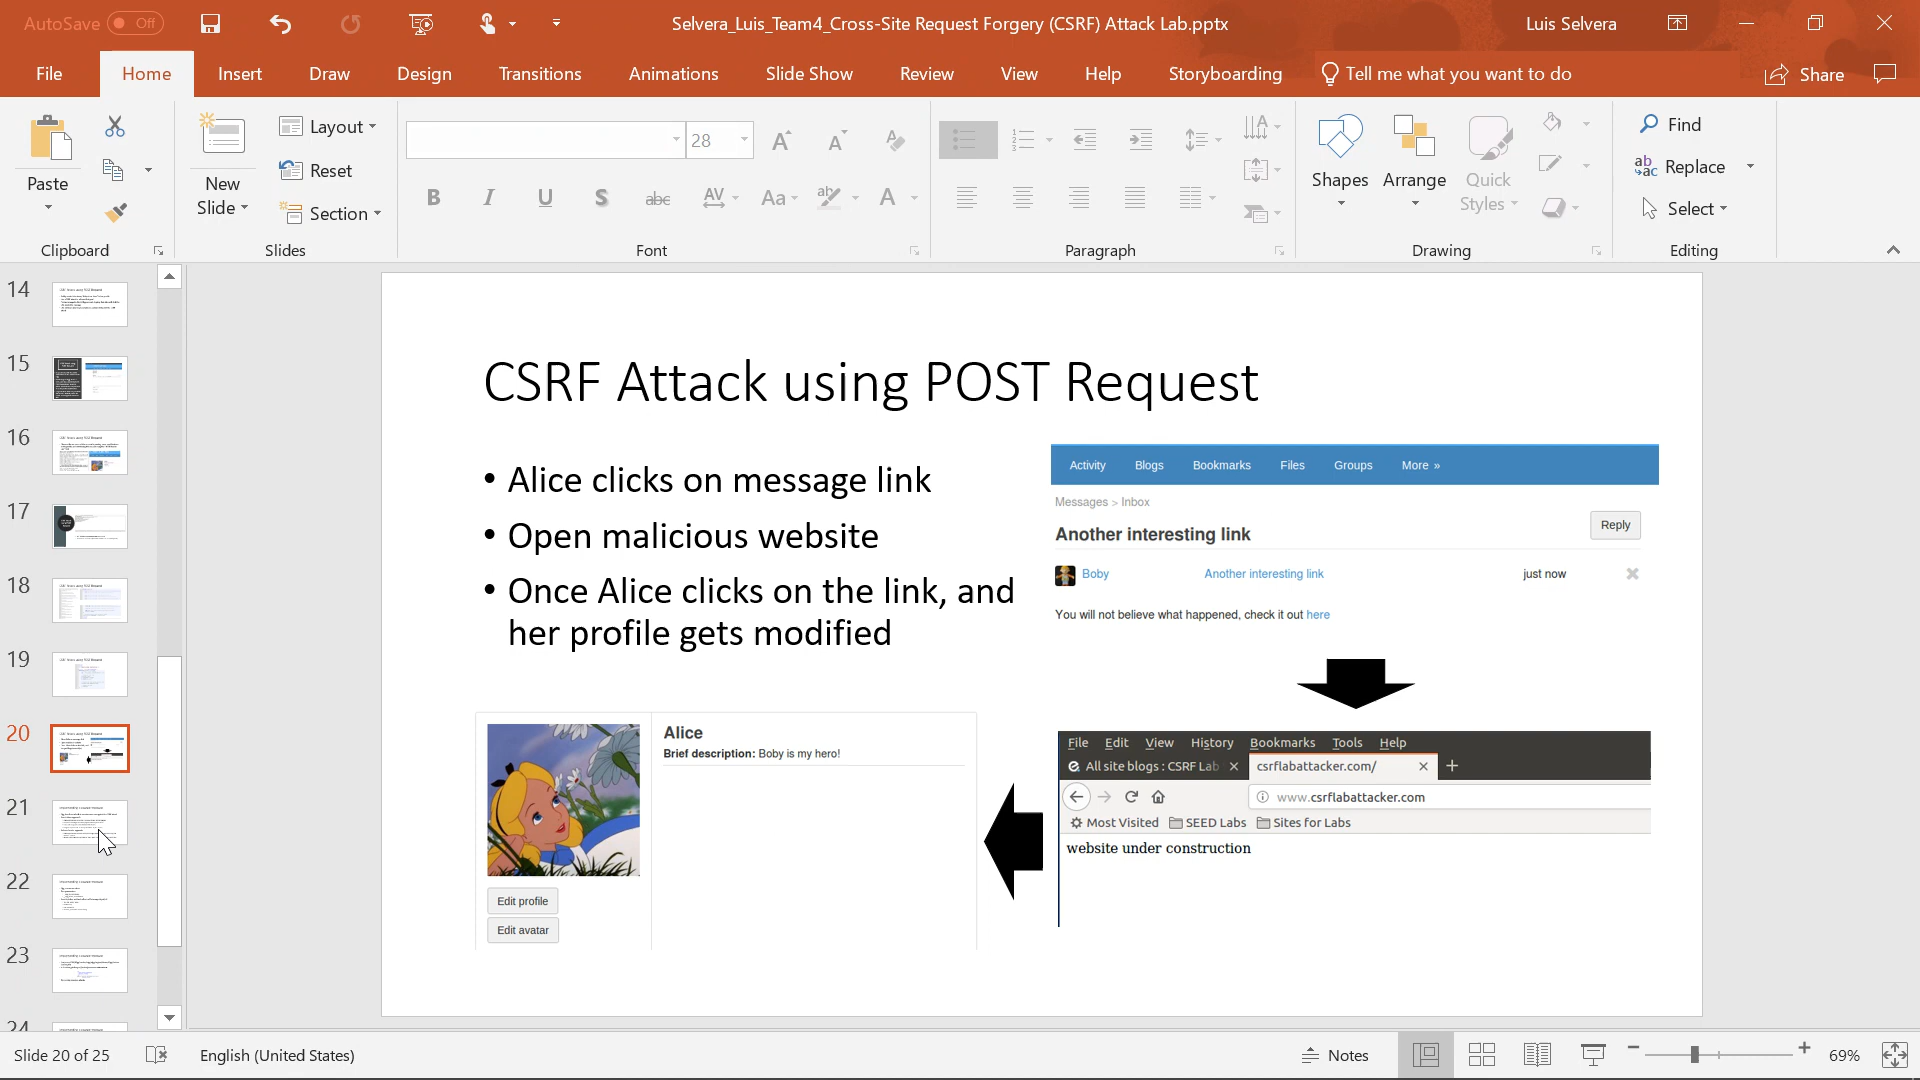 AutoSave Off
Selvera_Luis_Team4_Cross-Site Request Forgery (CSRF) Attack Lab.pptx
Luis Selvera
File Home Insert Draw Design Transitions Animations Slide Show Review View Help Storyboarding Tell me what you want to do Share
Paste
Clipboard
New Slide
Layout
Reset
Section
Slides
28
B I U S abc AV Aa ab A
Font
Paragraph
Shapes
Arrange
Quick Styles
Drawing
Find
Replace
Select
Editing
14
15
16
17
18
19
20
21
22
23
24
CSRF Attack using POST Request
• Alice clicks on message link
• Open malicious website
• Once Alice clicks on the link, and
her profile gets modified
Activity Blogs Bookmarks Files Groups More »
Messages > Inbox
Another interesting link
Reply
Boby Another interesting link just now
You will not believe what happened, check it out here
File Edit View History Bookmarks Tools Help
All site blogs : CSRF Lab csrflabattacker.com/
www.csrflabattacker.com
Most Visited SEED Labs Sites for Labs
website under construction
Alice
Brief description: Boby is my hero!
Edit profile
Edit avatar
Slide 20 of 25 English (United States) Notes 69%